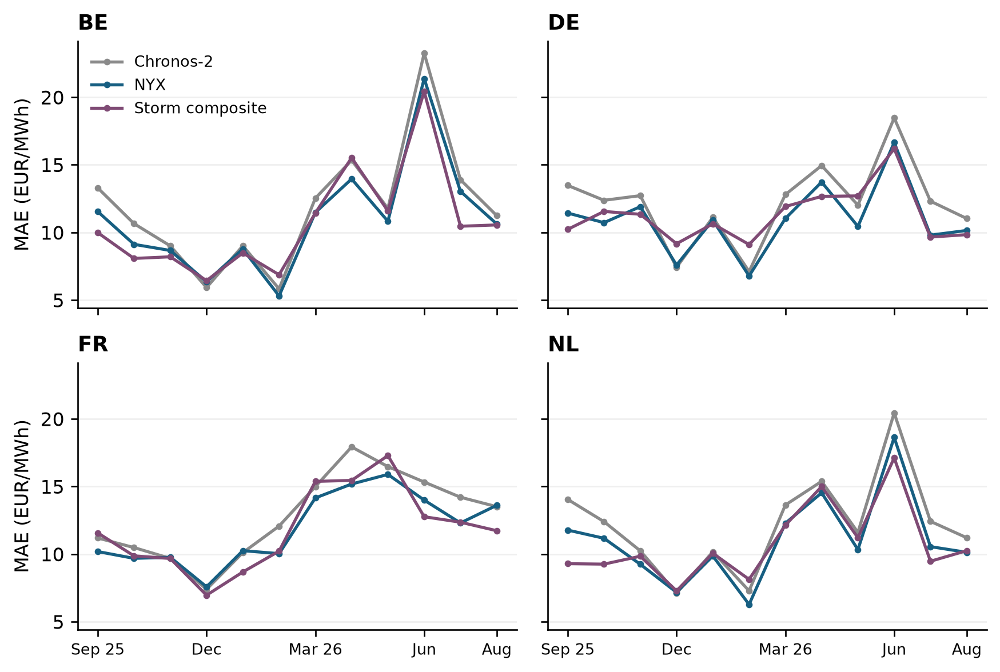 BE
DE
Chronos-2
NYX
Storm composite
MAE (EUR/MWh)
20
15
10
5
FR
NL
MAE (EUR/MWh)
20
15
10
5
Sep 25 Dec Mar 26 Jun Aug
Sep 25 Dec Mar 26 Jun Aug